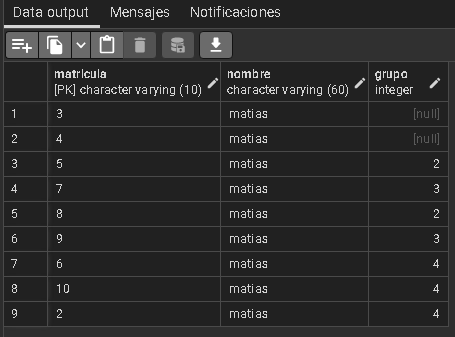 Data output Mensajes Notificaciones
matricula nombre grupo
[PK] character varying (10) character varying (60) integer
1 3 matias [null]
2 4 matias [null]
3 5 matias 2
4 7 matias 3
5 8 matias 2
6 9 matias 3
7 6 matias 4
8 10 matias 4
9 2 matias 4